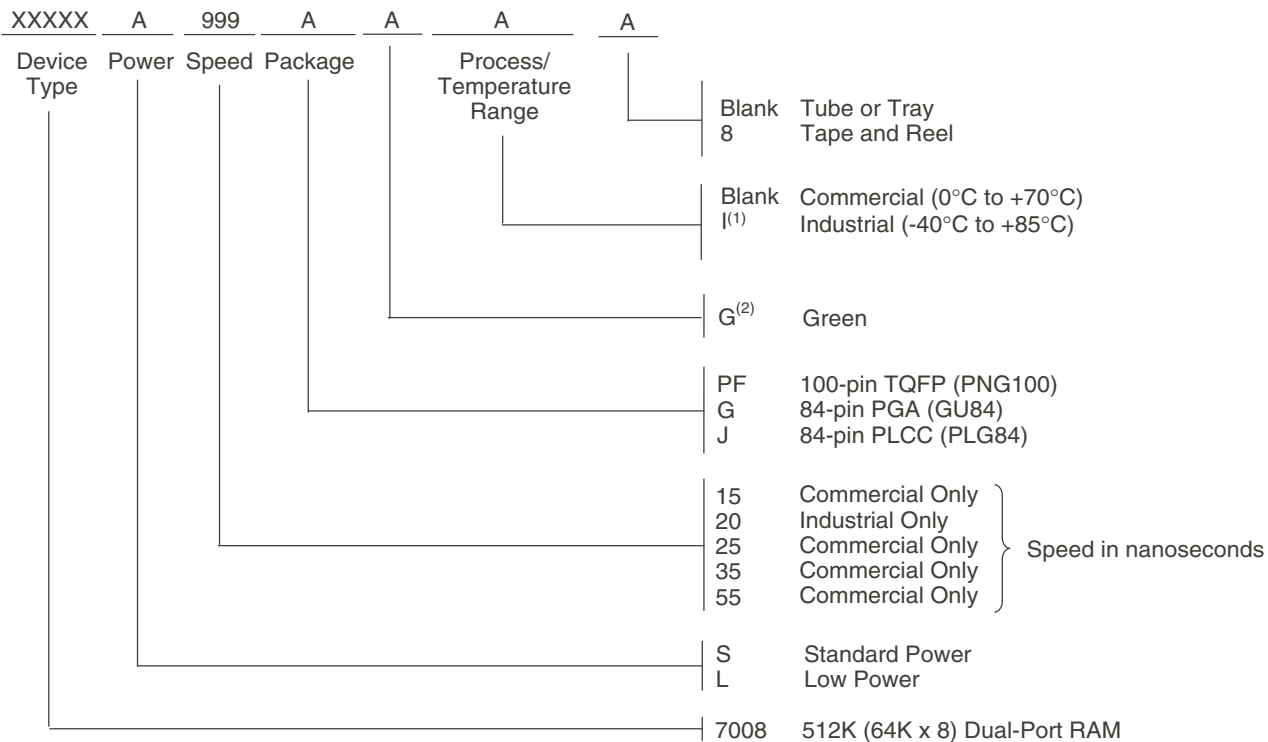 XXXXX A 999 A A A A
Device Type Power Speed Package Process/ Temperature Range
Blank Tube or Tray
8 Tape and Reel
Blank Commercial (0°C to +70°C)
I(1) Industrial (-40°C to +85°C)
G(2) Green
PF 100-pin TQFP (PNG100)
G 84-pin PGA (GU84)
J 84-pin PLCC (PLG84)
15 Commercial Only
20 Industrial Only
25 Commercial Only
35 Commercial Only
55 Commercial Only
Speed in nanoseconds
S Standard Power
L Low Power
7008 512K (64K x 8) Dual-Port RAM